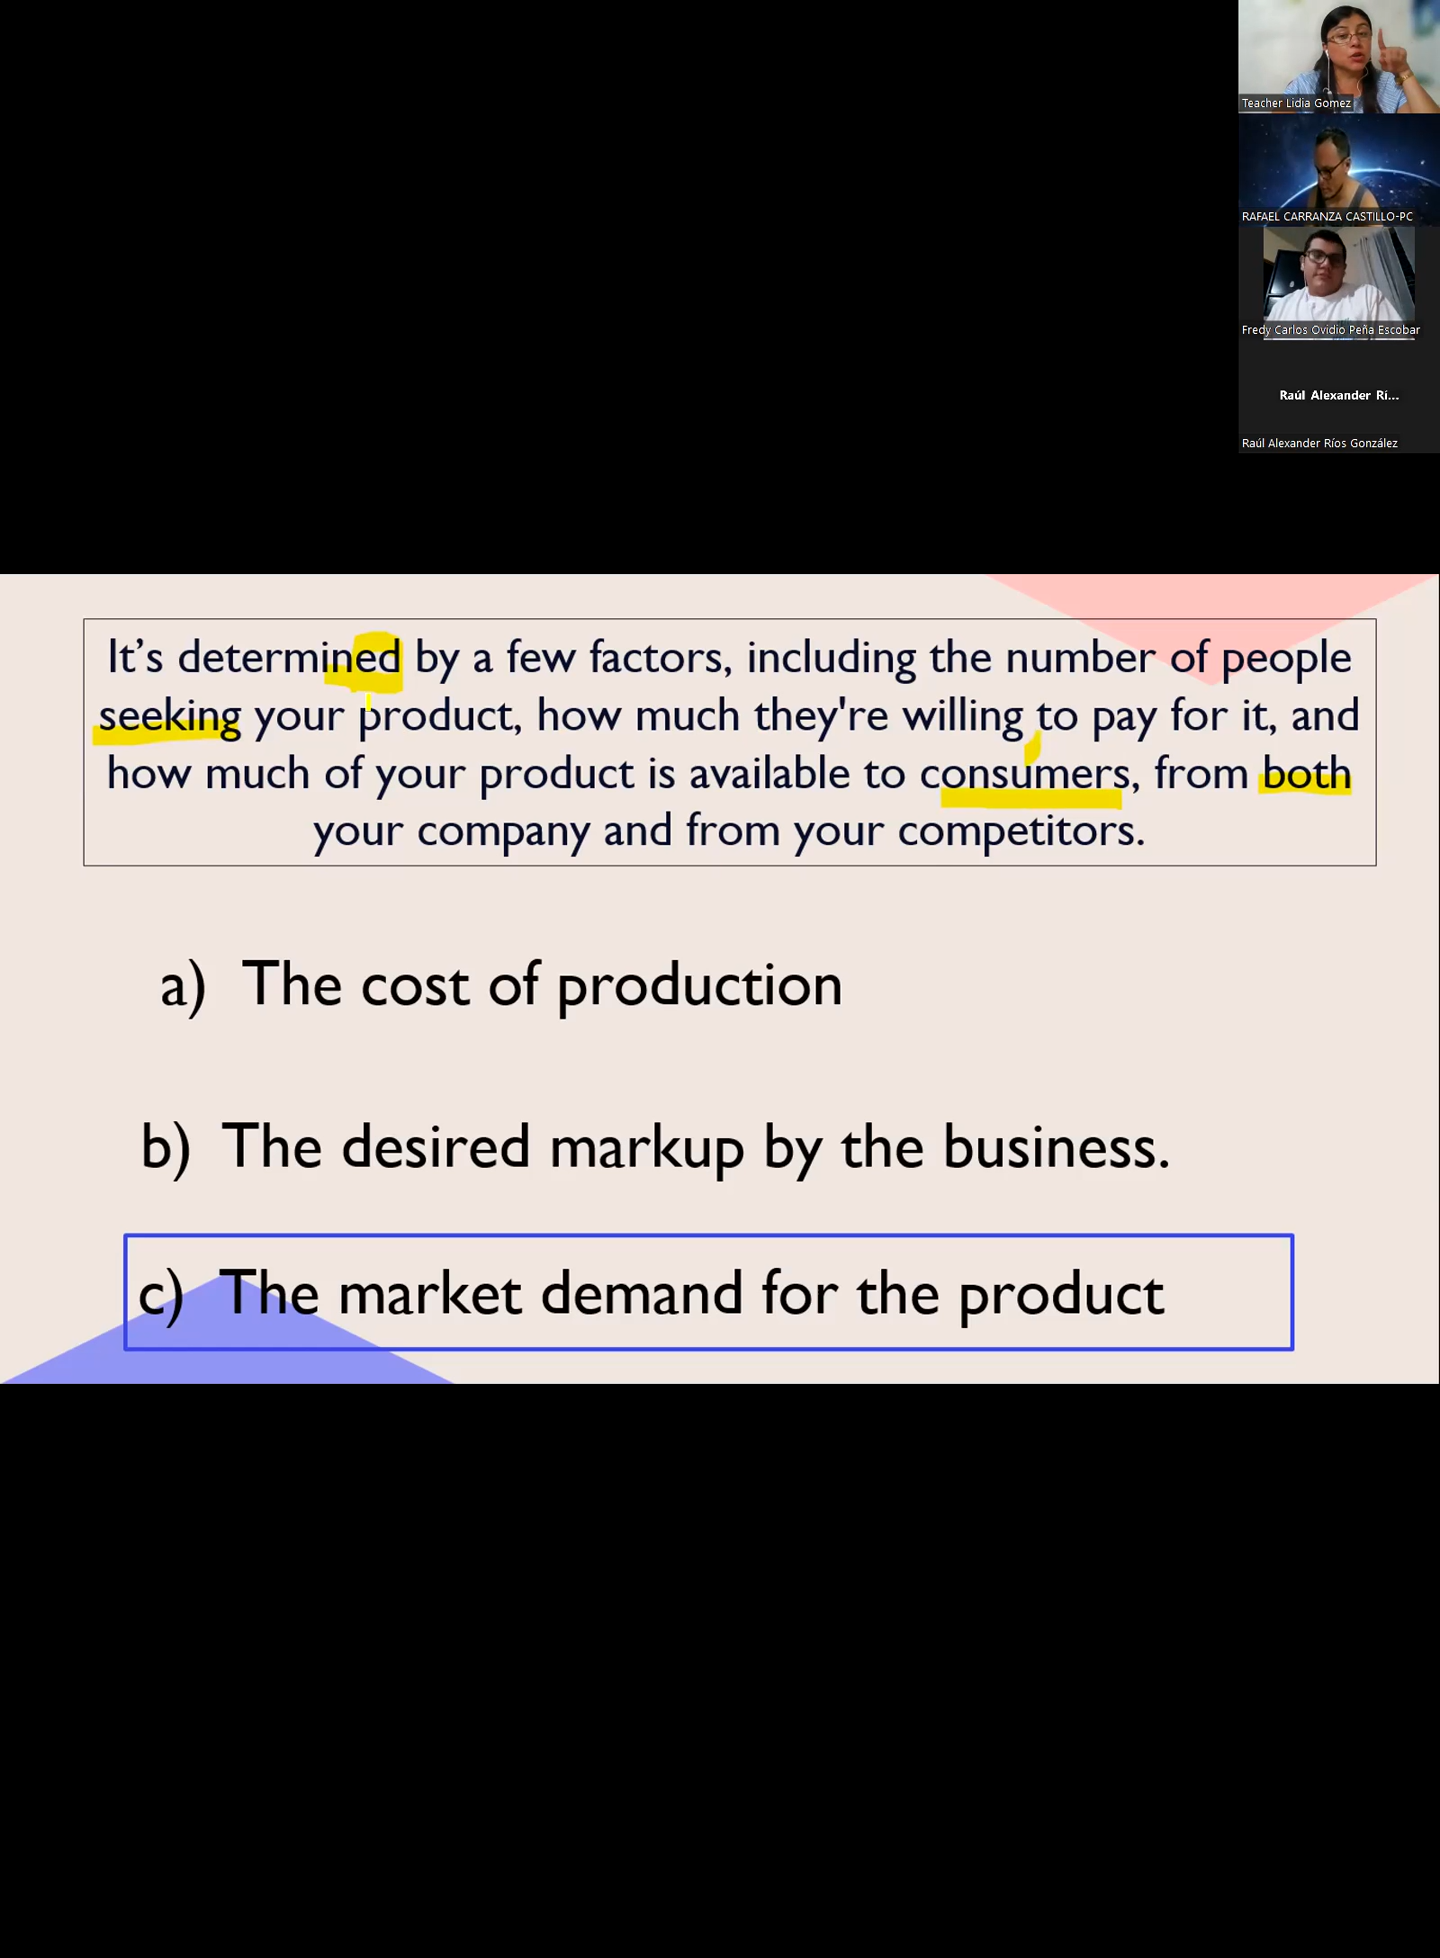 Teacher Lidia Gomez
RAFAEL CARRANZA CASTILLO-PC
Fredy Carlos Ovidio Peña Escobar
Raúl Alexander Rí...
Raúl Alexander Ríos González
It’s determined by a few factors, including the number of people
seeking your product, how much they're willing to pay for it, and
how much of your product is available to consumers, from both
your company and from your competitors.
a) The cost of production
b) The desired markup by the business.
c) The market demand for the product